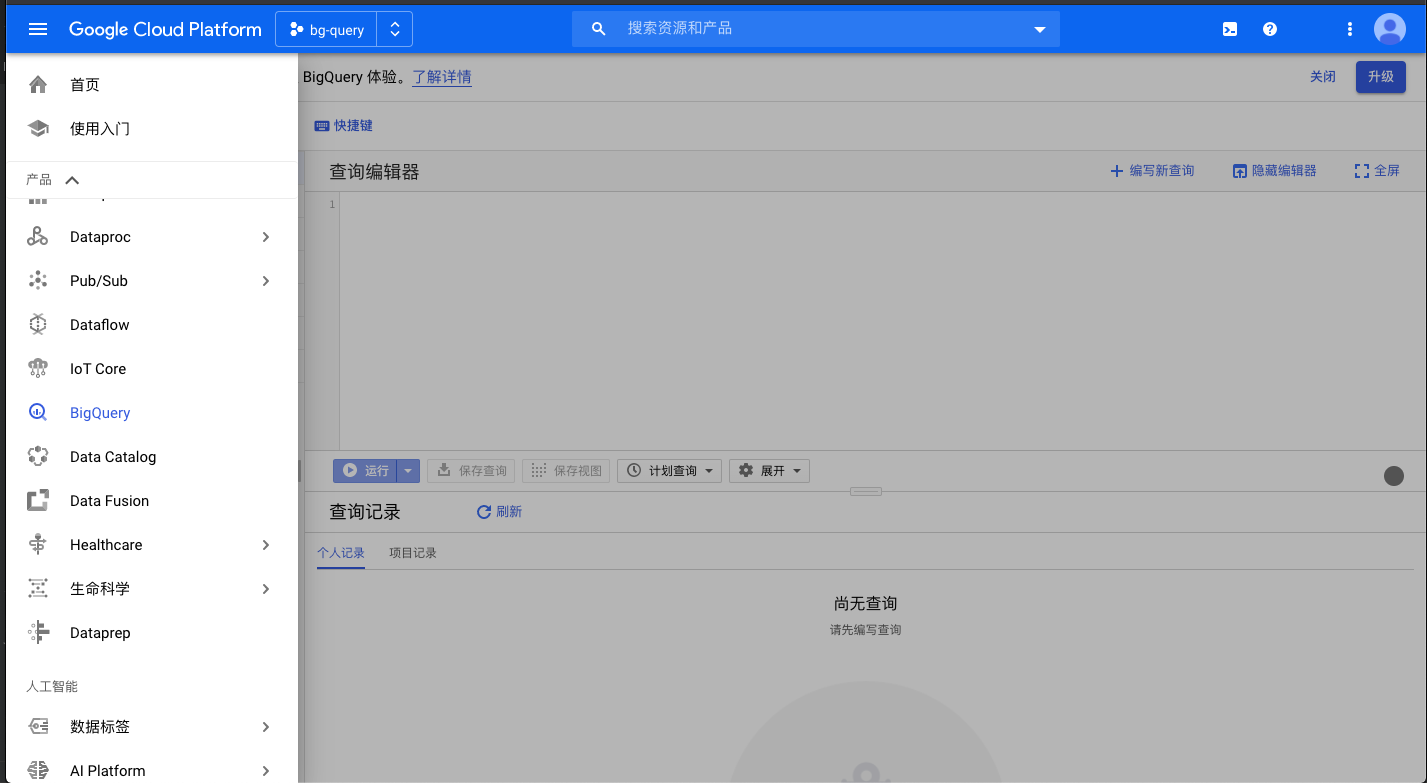 Google Cloud Platform
bg-query
搜索资源和产品
首页
使用入门
产品
Dataproc
Pub/Sub
Dataflow
IoT Core
BigQuery
Data Catalog
Data Fusion
Healthcare
生命科学
Dataprep
人工智能
数据标签
AI Platform
BigQuery 体验。了解详情
关闭
升级
快捷键
查询编辑器
编写新查询
隐藏编辑器
全屏
1
运行
保存查询
保存视图
计划查询
展开
查询记录
刷新
个人记录
项目记录
尚无查询
请先编写查询